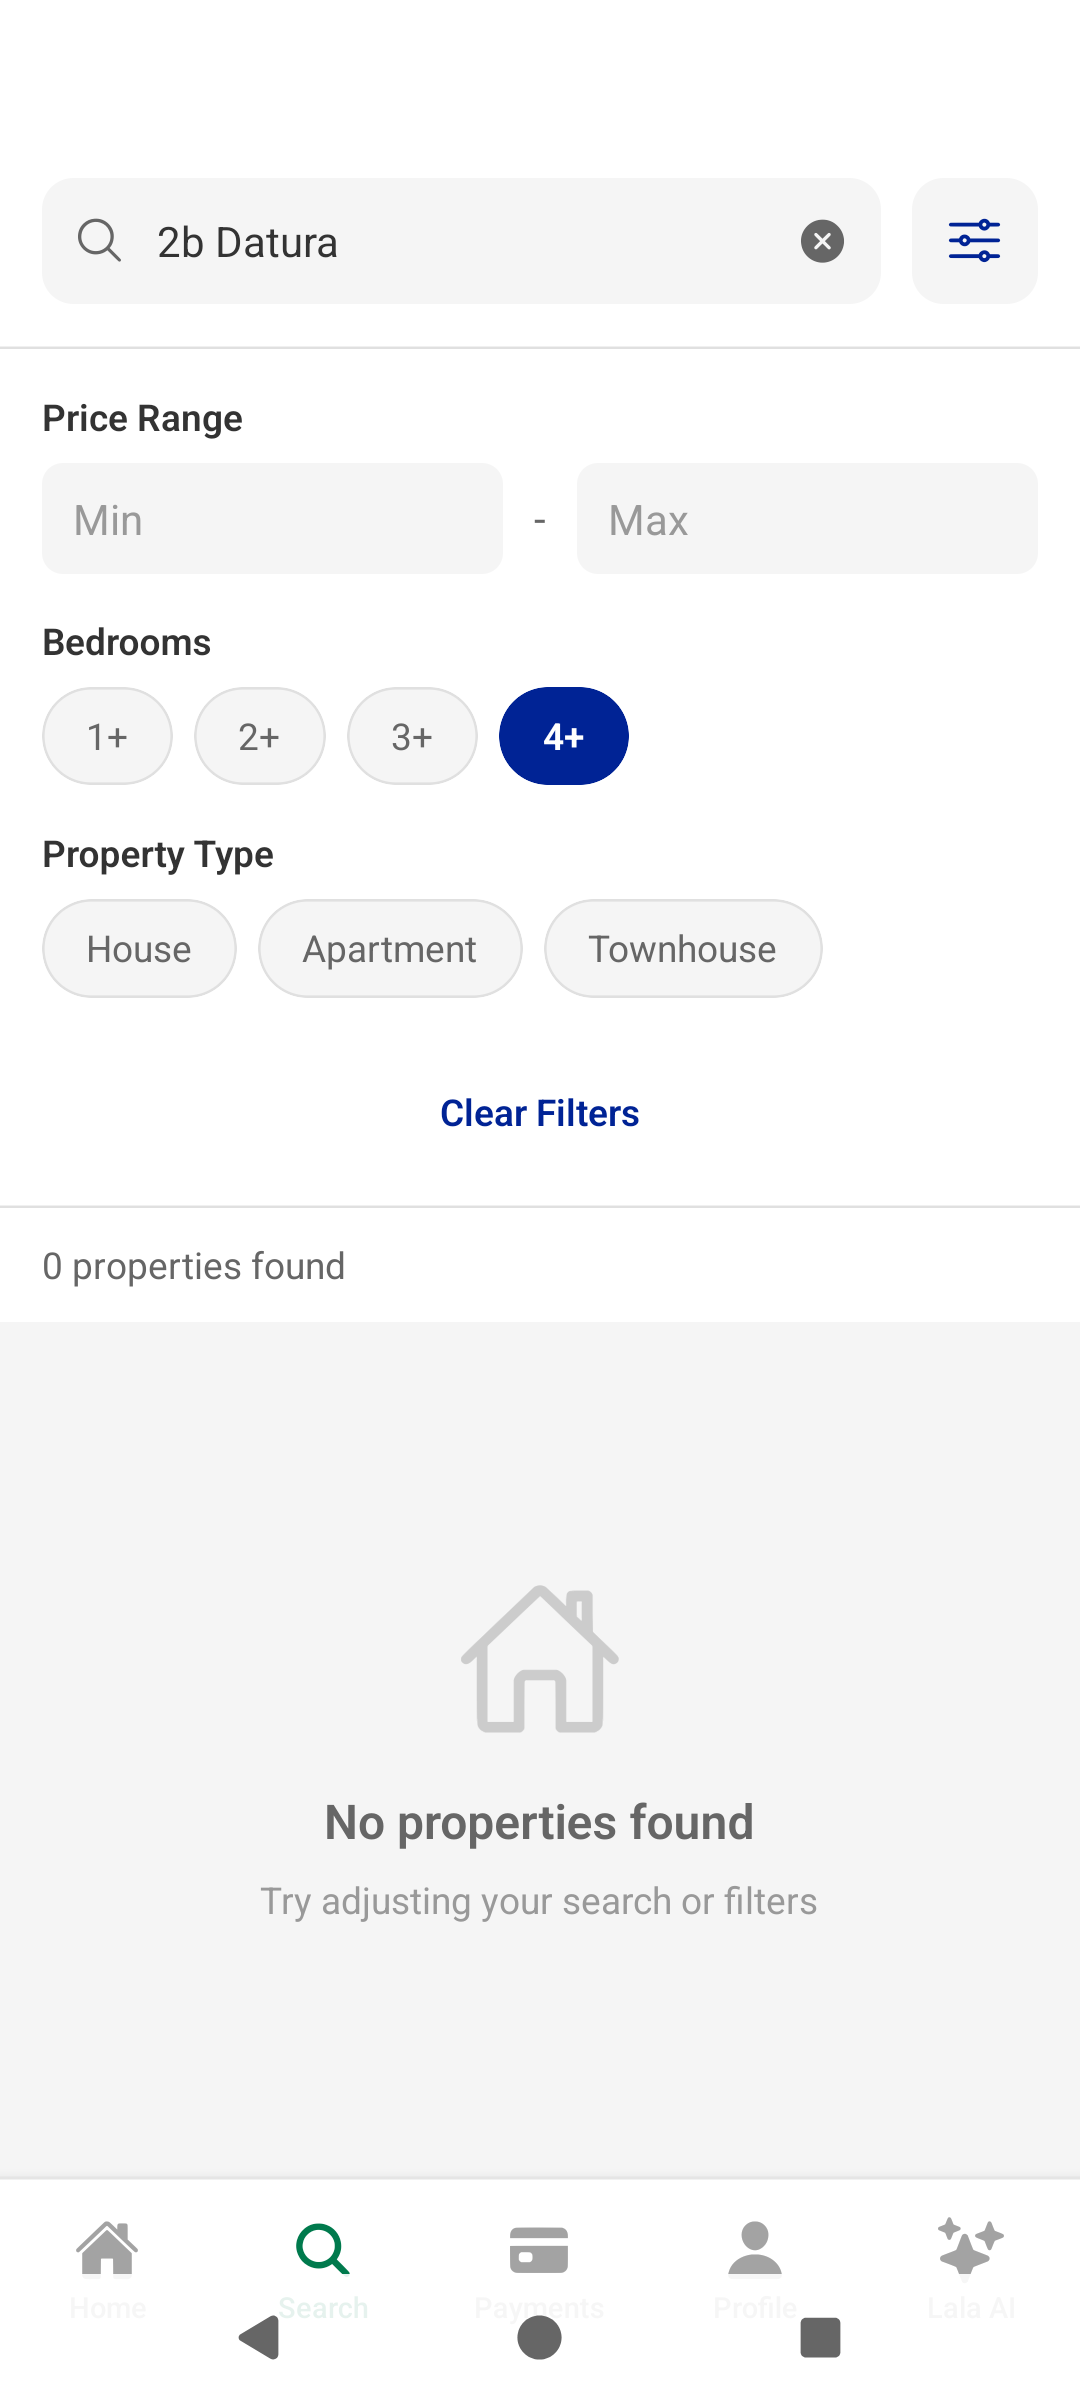 2b Datura
Price Range
Min - Max
Bedrooms
1+ 2+ 3+ 4+
Property Type
House Apartment Townhouse
Clear Filters
0 properties found
No properties found
Try adjusting your search or filters
Home Search Payments Profile Lala AI